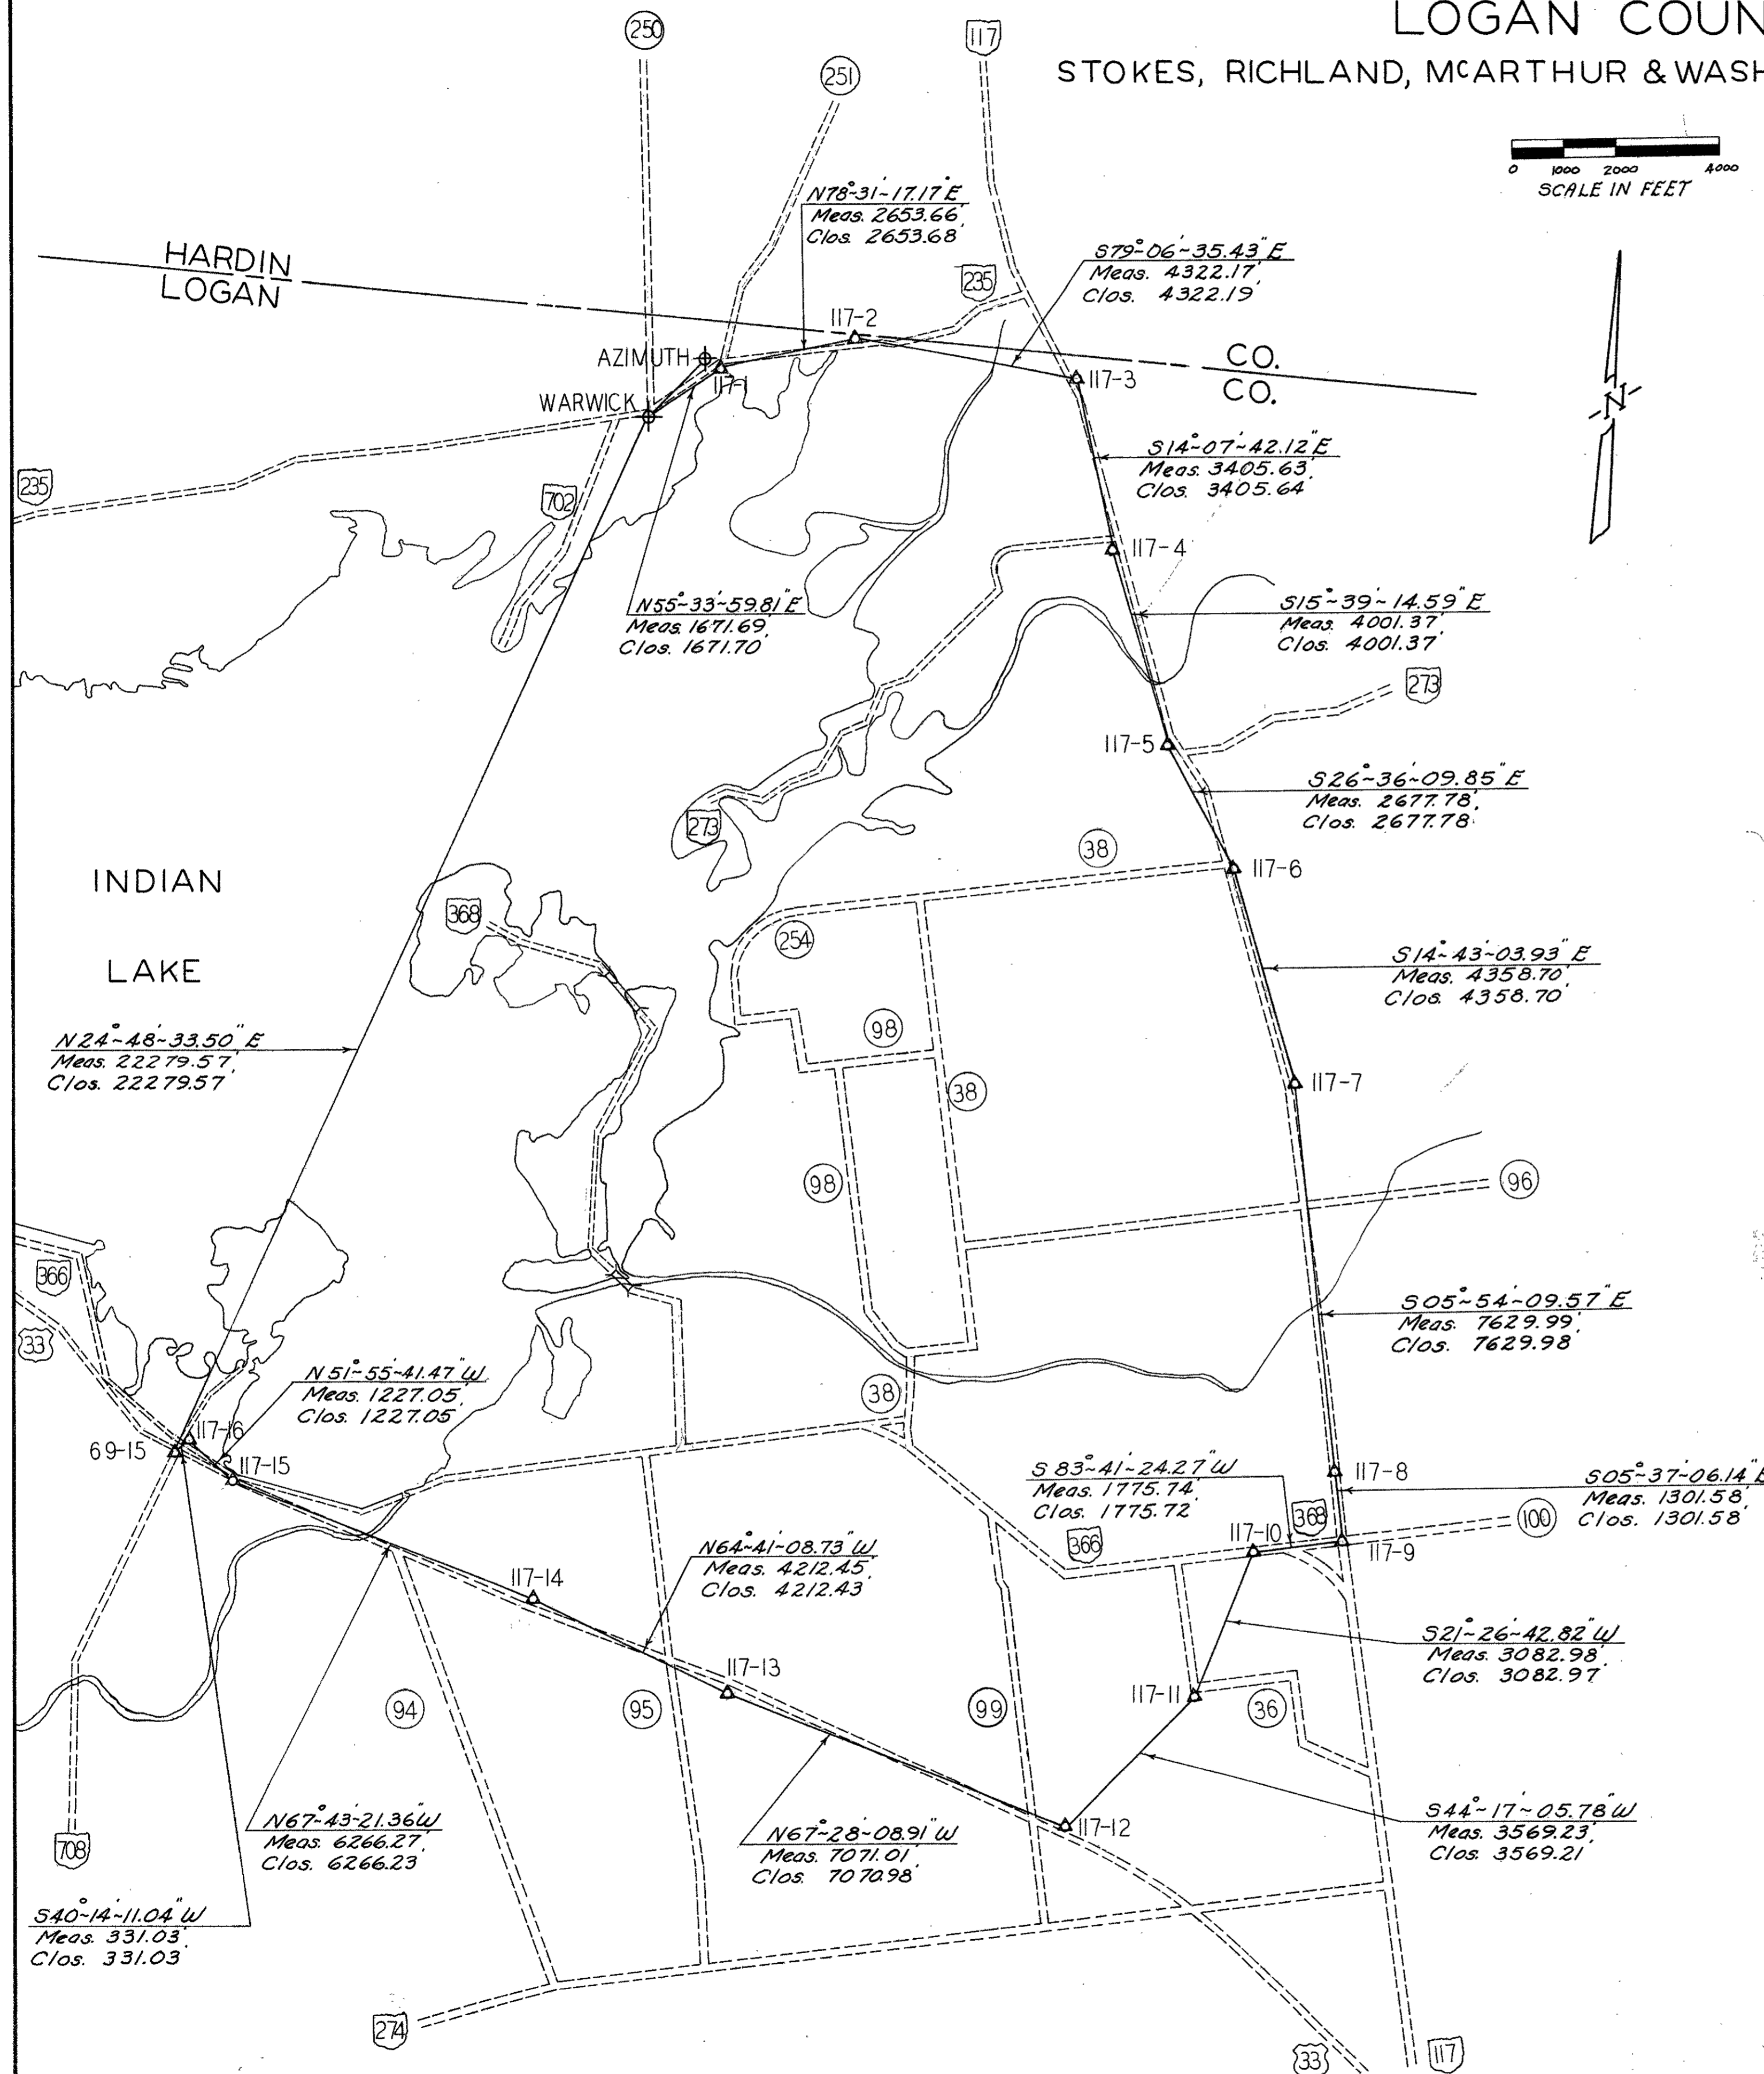 LOGAN COUN
STOKES, RICHLAND, McARTHUR & WASH
250
117
251
0 1000 2000 4000
SCALE IN FEET
N78°-31'-17.17"E
Meas. 2653.66'
Clos. 2653.68'
S79°-06'-35.43"E
Meas. 4322.17'
Clos. 4322.19'
HARDIN
LOGAN
235
117-2
AZIMUTH
117-1
117-3
CO.
CO.
WARWICK
S14°-07'-42.12"E
Meas. 3405.63'
Clos. 3405.64'
235
702
117-4
N55°-33'-59.81"E
Meas. 1671.69'
Clos. 1671.70'
S15°-39'-14.59"E
Meas. 4001.37'
Clos. 4001.37'
273
117-5
S26°-36'-09.85"E
Meas. 2677.78'
Clos. 2677.78'
273
38
117-6
INDIAN
LAKE
368
254
S14°-43'-03.93"E
Meas. 4358.70'
Clos. 4358.70'
N24°-48'-33.50"E
Meas. 22279.57'
Clos. 22279.57'
98
38
117-7
98
96
366
33
S05°-54'-09.57"E
Meas. 7629.99'
Clos. 7629.98'
N51°-55'-41.47"W
Meas. 1227.05'
Clos. 1227.05'
38
117-16
69-15
117-15
S83°-41'-24.27"W
Meas. 1775.74'
Clos. 1775.72'
117-8
S05°-37'-06.14"E
Meas. 1301.58'
Clos. 1301.58'
368
100
117-10
366
117-9
N64°-41'-08.73"W
Meas. 4212.45'
Clos. 4212.43'
117-14
S21°-26'-42.82"W
Meas. 3082.98'
Clos. 3082.97'
117-13
117-11
94
95
99
36
N67°-43'-21.36"W
Meas. 6266.27'
Clos. 6266.23'
N67°-28'-08.91"W
Meas. 7071.01'
Clos. 7070.98'
117-12
S44°-17'-05.78"W
Meas. 3569.23'
Clos. 3569.21'
708
S40°-14'-11.04"W
Meas. 331.03'
Clos. 331.03'
274
33
117